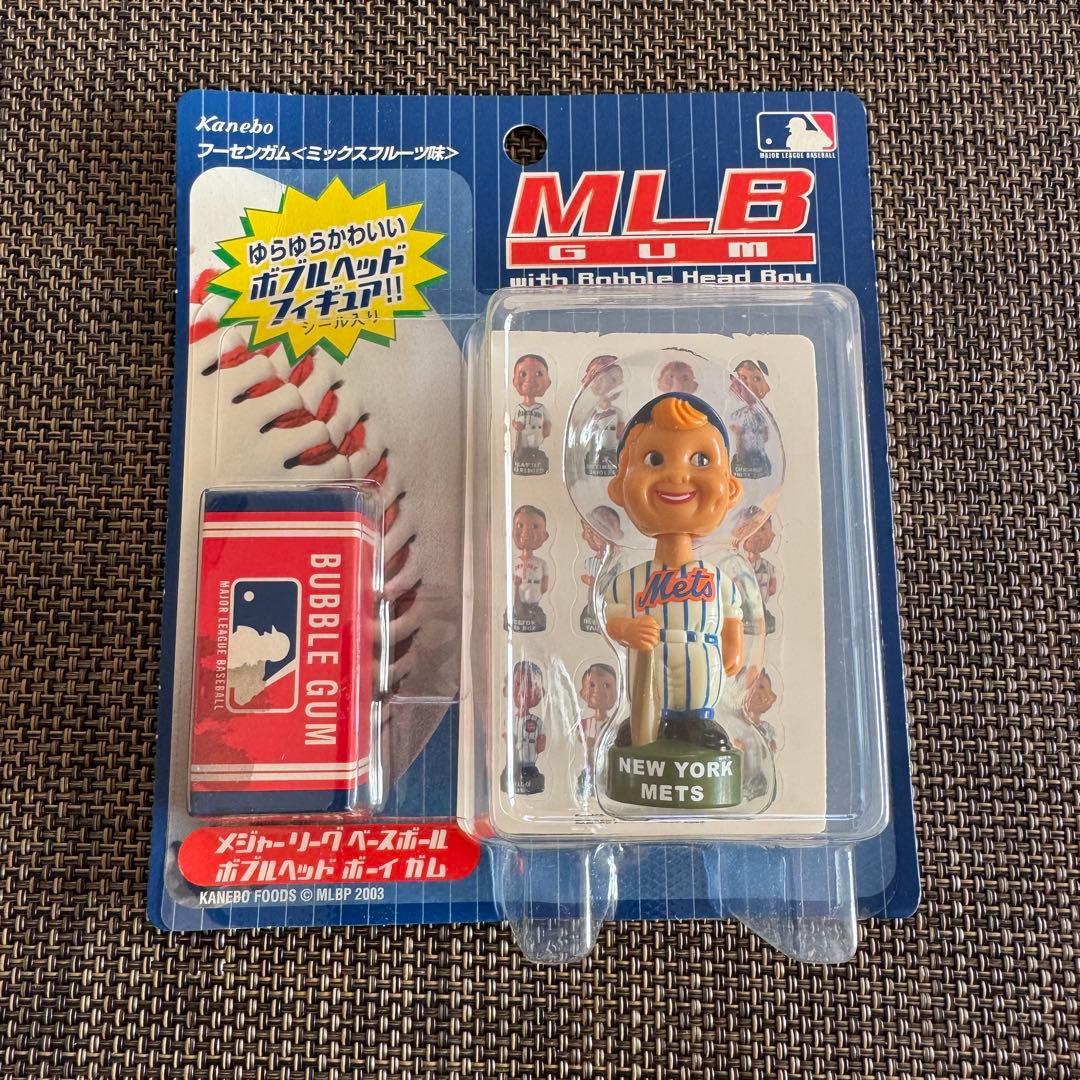 Kanebo
フーセンガム<ミックスフルーツ味>
MAJOR LEAGUE BASEBALL
MLB
GUM
with Bobble Head Boy
ゆらゆらかわいい
ボブルヘッド
フィギュア!!
シール入り
BUBBLE GUM
MAJOR LEAGUE BASEBALL
Mets
NEW YORK
METS
メジャーリーグ ベースボール
ボブルヘッド ボーイ ガム
KANEBO FOODS © MLBP 2003